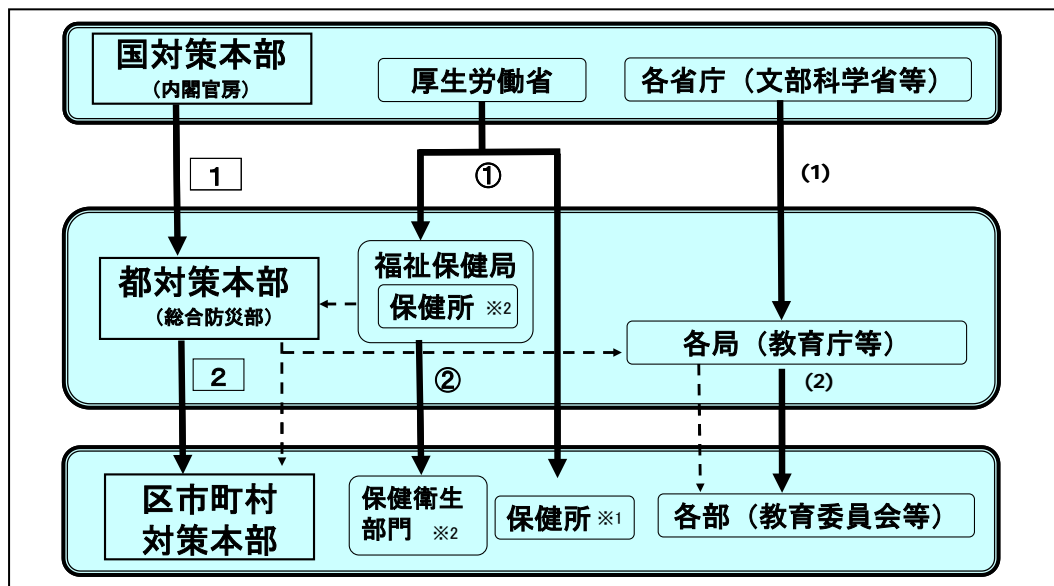 国対策本部
(内閣官房)
厚生労働省
各省庁（文部科学省等）
1
①
(1)
都対策本部
(総合防災部)
福祉保健局
保健所 ※2
各局（教育庁等）
2
②
(2)
区市町村
対策本部
保健衛生
部門 ※2
保健所 ※1
各部（教育委員会等）